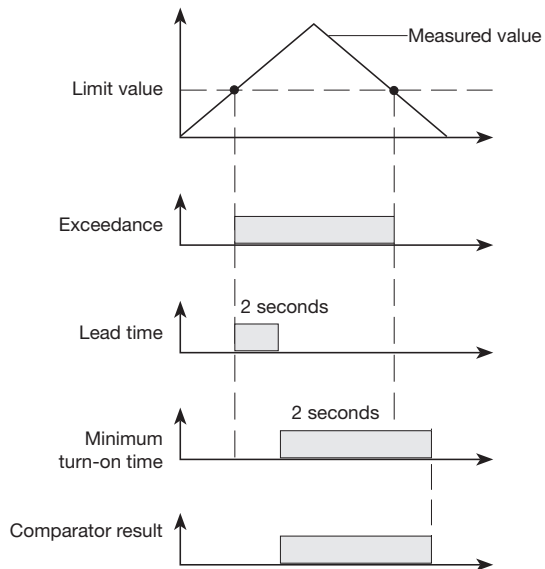 Measured value
Limit value
Exceedance
2 seconds
Lead time
2 seconds
Minimum
turn-on time
Comparator result